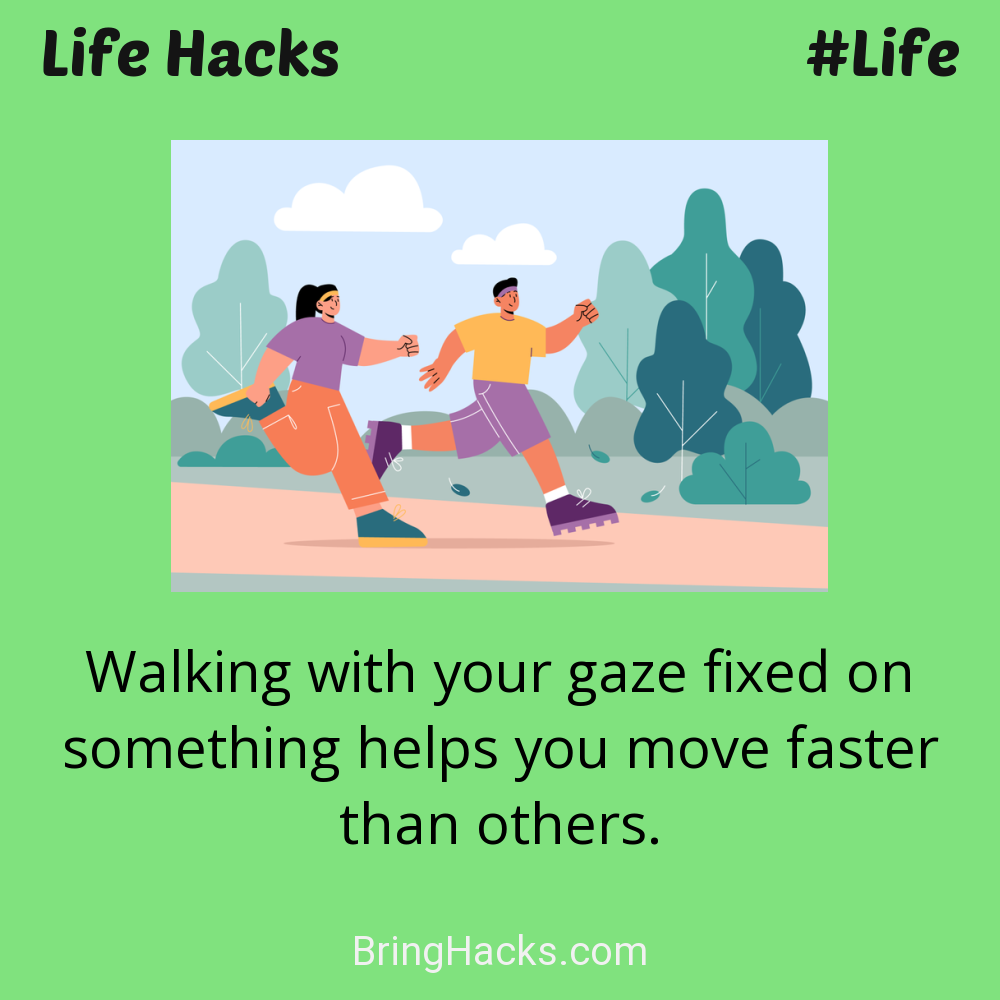 Life Hacks
#Life
Walking with your gaze fixed on
something helps you move faster
than others.
BringHacks.com